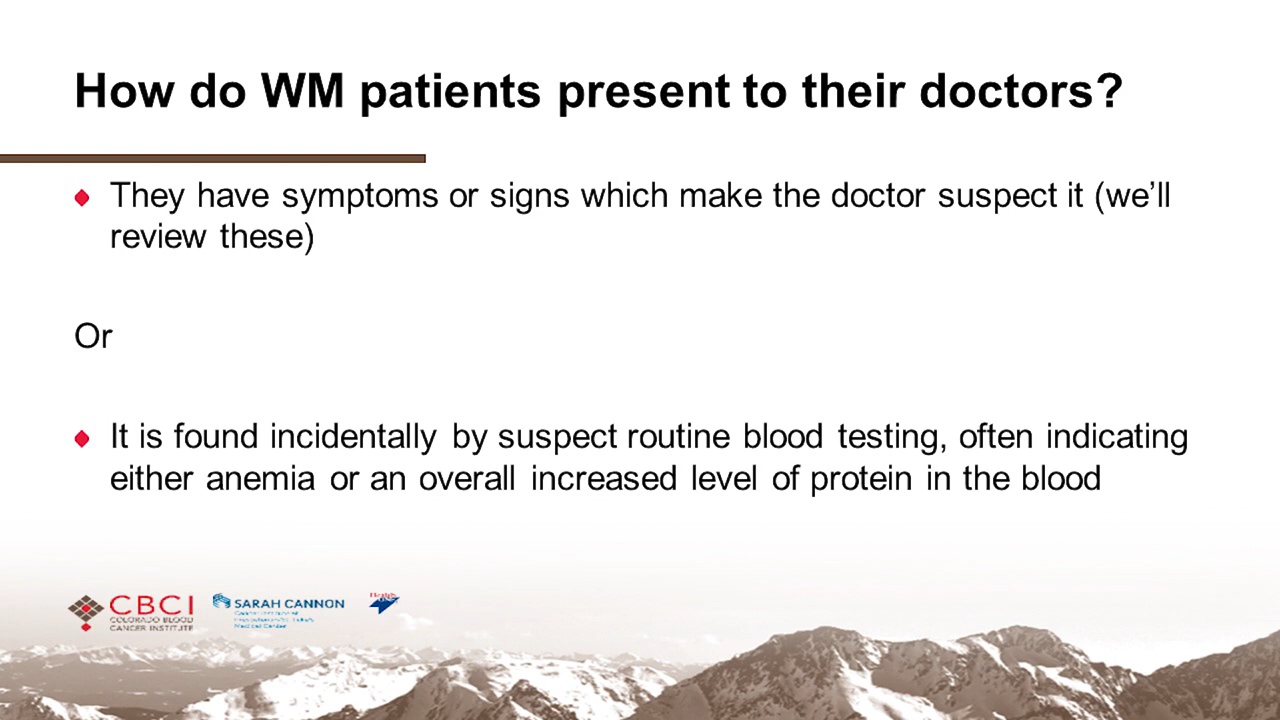 How do WM patients present to their doctors?
They have symptoms or signs which make the doctor suspect it (we’ll
review these)
Or
It is found incidentally by suspect routine blood testing, often indicating
either anemia or an overall increased level of protein in the blood
CBCI
COLORADO BLOOD
CANCER INSTITUTE
SARAH CANNON
Medical Center